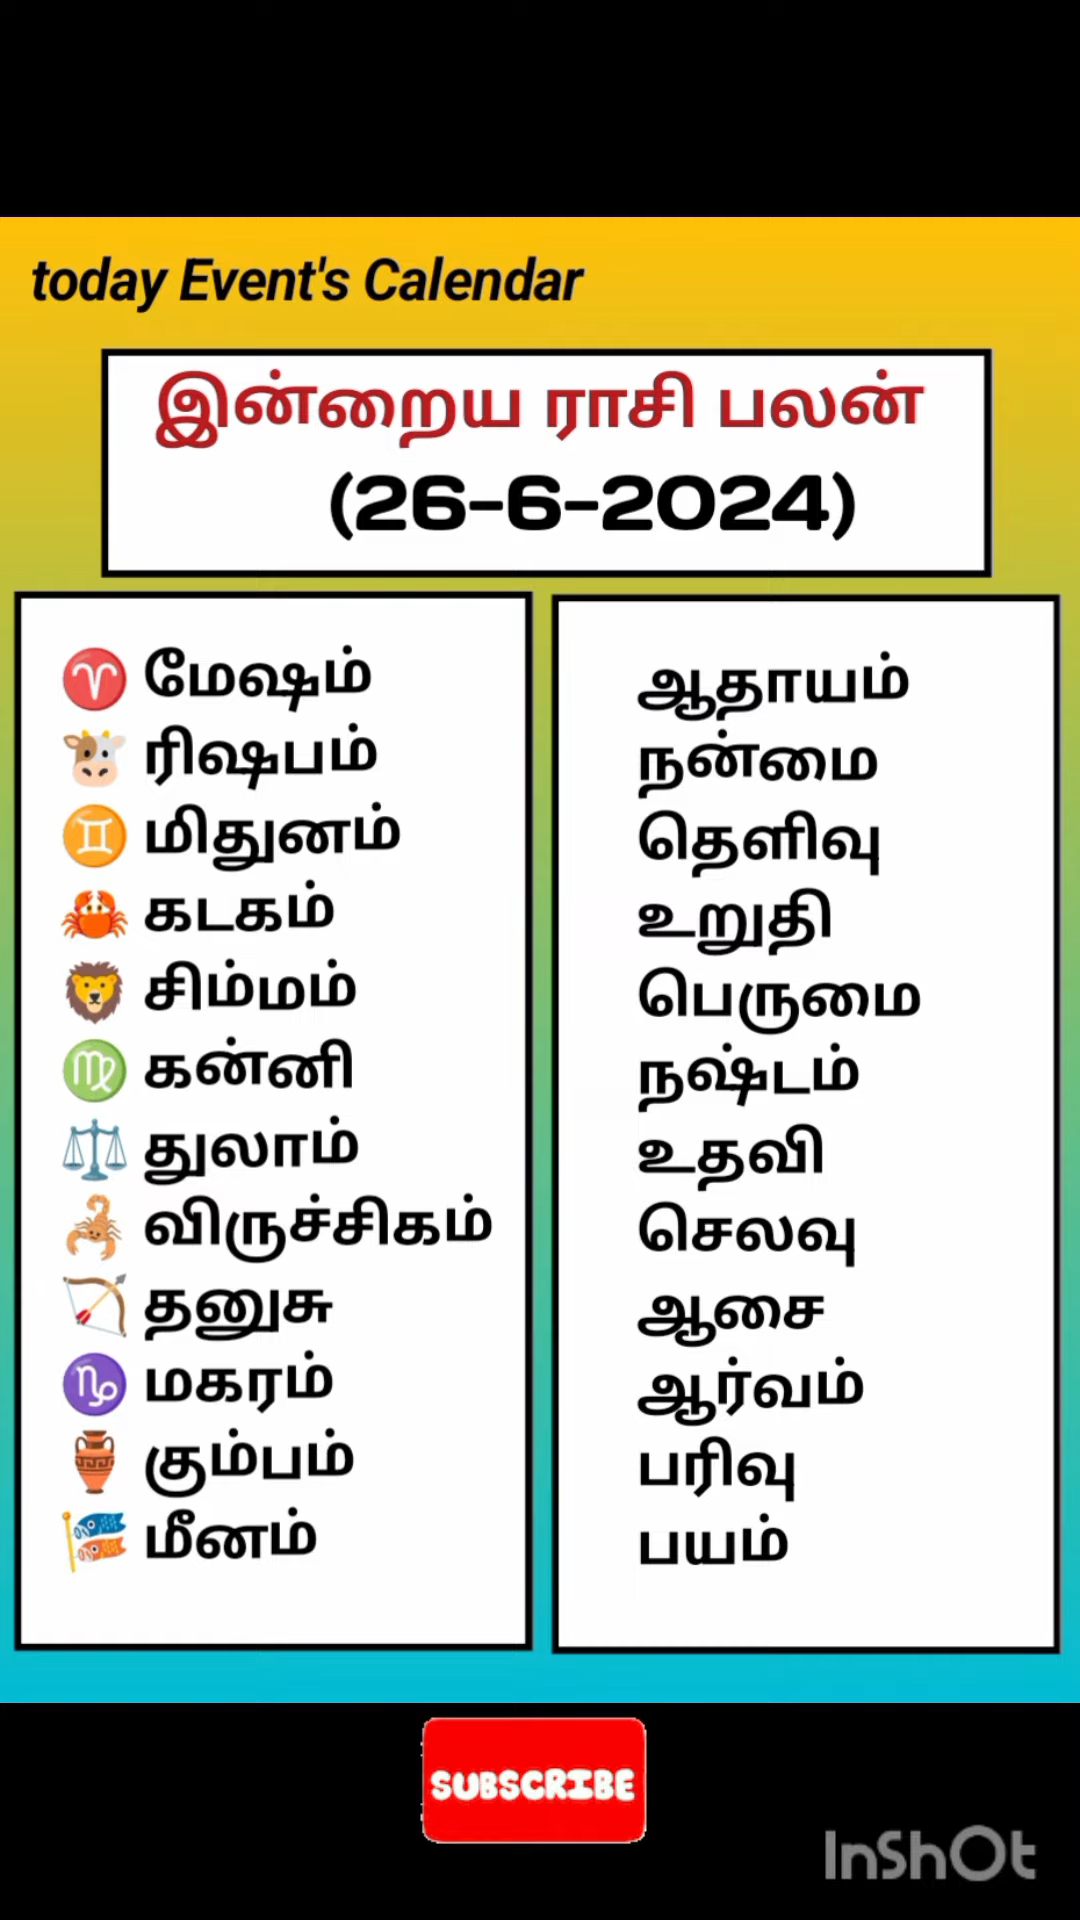 today Event's Calendar
இன்றைய ராசி பலன்
(26-6-2024)
மேஷம்
ரிஷபம்
மிதுனம்
கடகம்
சிம்மம்
கன்னி
துலாம்
விருச்சிகம்
தனுசு
மகரம்
கும்பம்
மீனம்
ஆதாயம்
நன்மை
தெளிவு
உறுதி
பெருமை
நஷ்டம்
உதவி
செலவு
ஆசை
ஆர்வம்
பரிவு
பயம்
SUBSCRIBE
InShOt